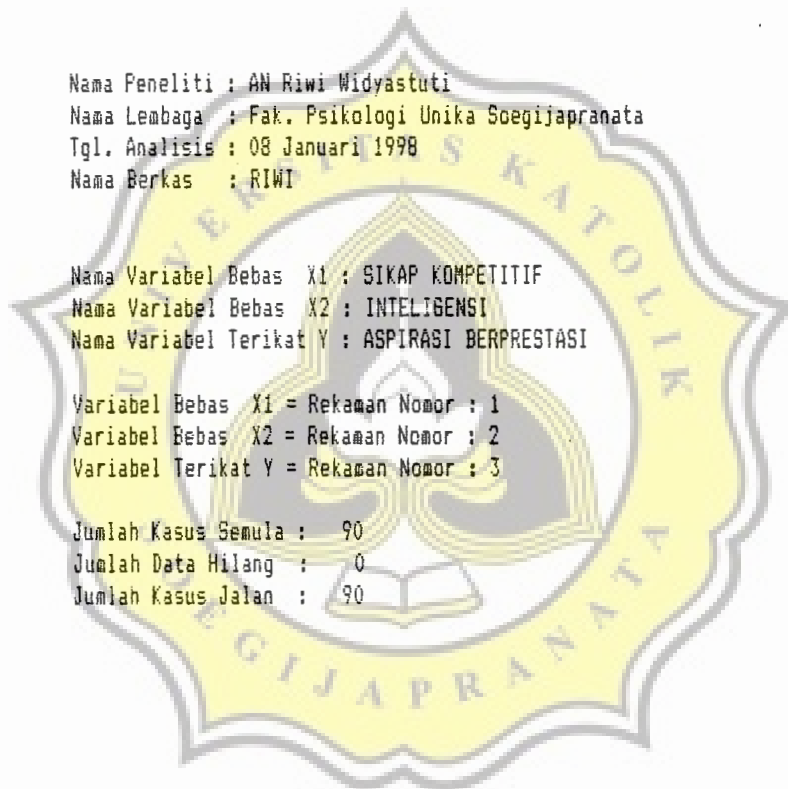 Nama Peneliti : AN Riwi Widyastuti
Nama Lembaga : Fak. Psikologi Unika Soegijapranata
Tgl. Analisis : 08 Januari 1998
Nama Berkas : RIWI
Nama Variabel Bebas X1 : SIKAP KOMPETITIF
Nama Variabel Bebas X2 : INTELIGENSI
Nama Variabel Terikat Y : ASPIRASI BERPRESTASI
Variabel Bebas X1 = Rekaman Nomor : 1
Variabel Bebas X2 = Rekaman Nomor : 2
Variabel Terikat Y = Rekaman Nomor : 3
Jumlah Kasus Semula : 90
Jumlah Data Hilang : 0
Jumlah Kasus Jalan : 90
UNIVERSITAS KATOLIK
SOEGIJAPRANATA